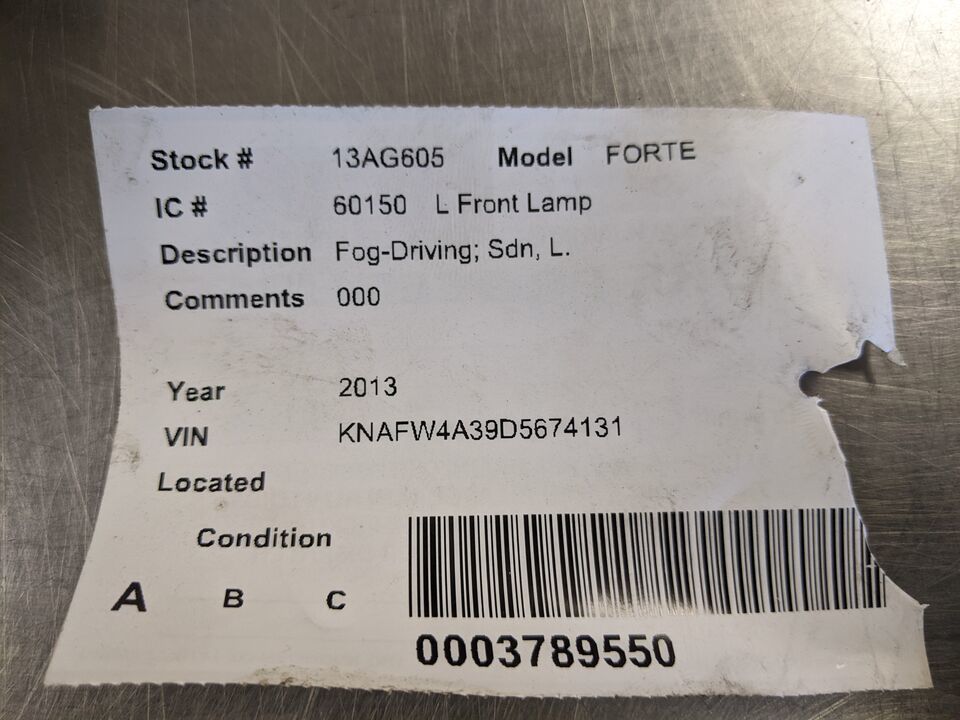 Stock # 13AG605 Model FORTE
IC # 60150 L Front Lamp
Description Fog-Driving; Sdn, L.
Comments 000
Year 2013
VIN KNAFW4A39D5674131
Located
Condition
A B C
0003789550